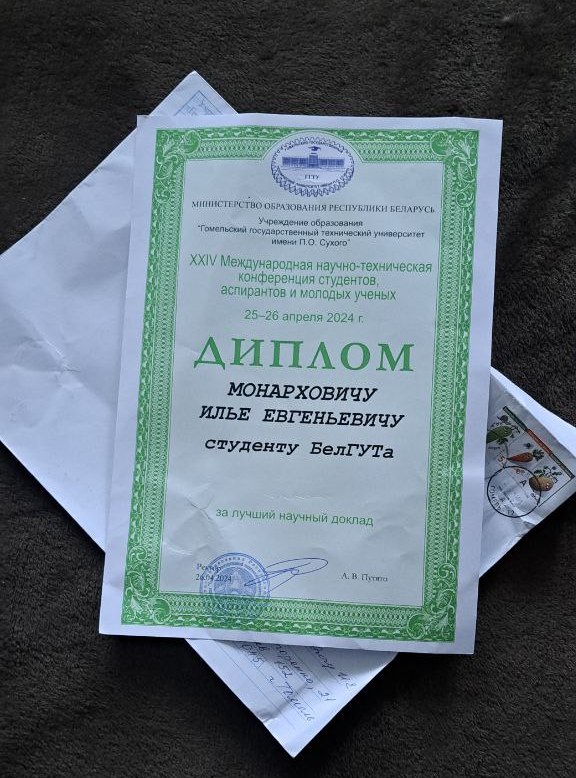 ГГТУ
МИНИСТЕРСТВО ОБРАЗОВАНИЯ РЕСПУБЛИКИ БЕЛАРУСЬ
Учреждение образования
"Гомельский государственный технический университет
имени П.О. Сухого"
XXIV Международная научно-техническая
конференция студентов,
аспирантов и молодых ученых
25–26 апреля 2024 г.
ДИПЛОМ
МОНАРХОВИЧУ
ИЛЬЕ ЕВГЕНЬЕВИЧУ
студенту БелГУТа
за лучший научный доклад
Ректор
26.04.2024
А. В. Путято